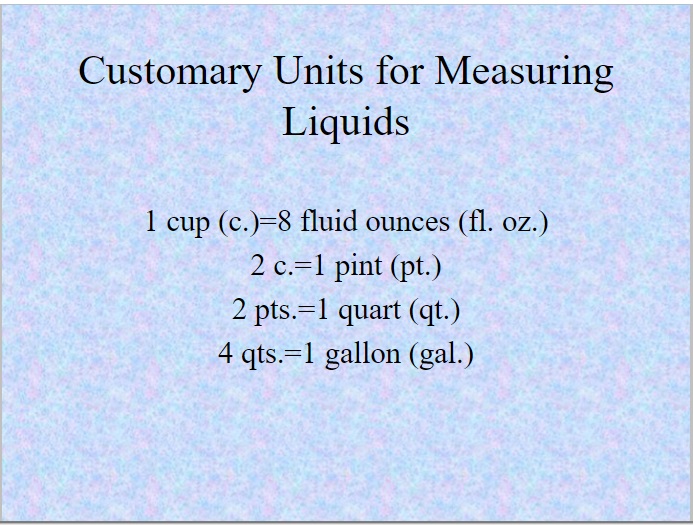 Customary Units for Measuring
Liquids
1 cup (c.)=8 fluid ounces (fl. oz.)
2 c.=1 pint (pt.)
2 pts.=1 quart (qt.)
4 qts.=1 gallon (gal.)